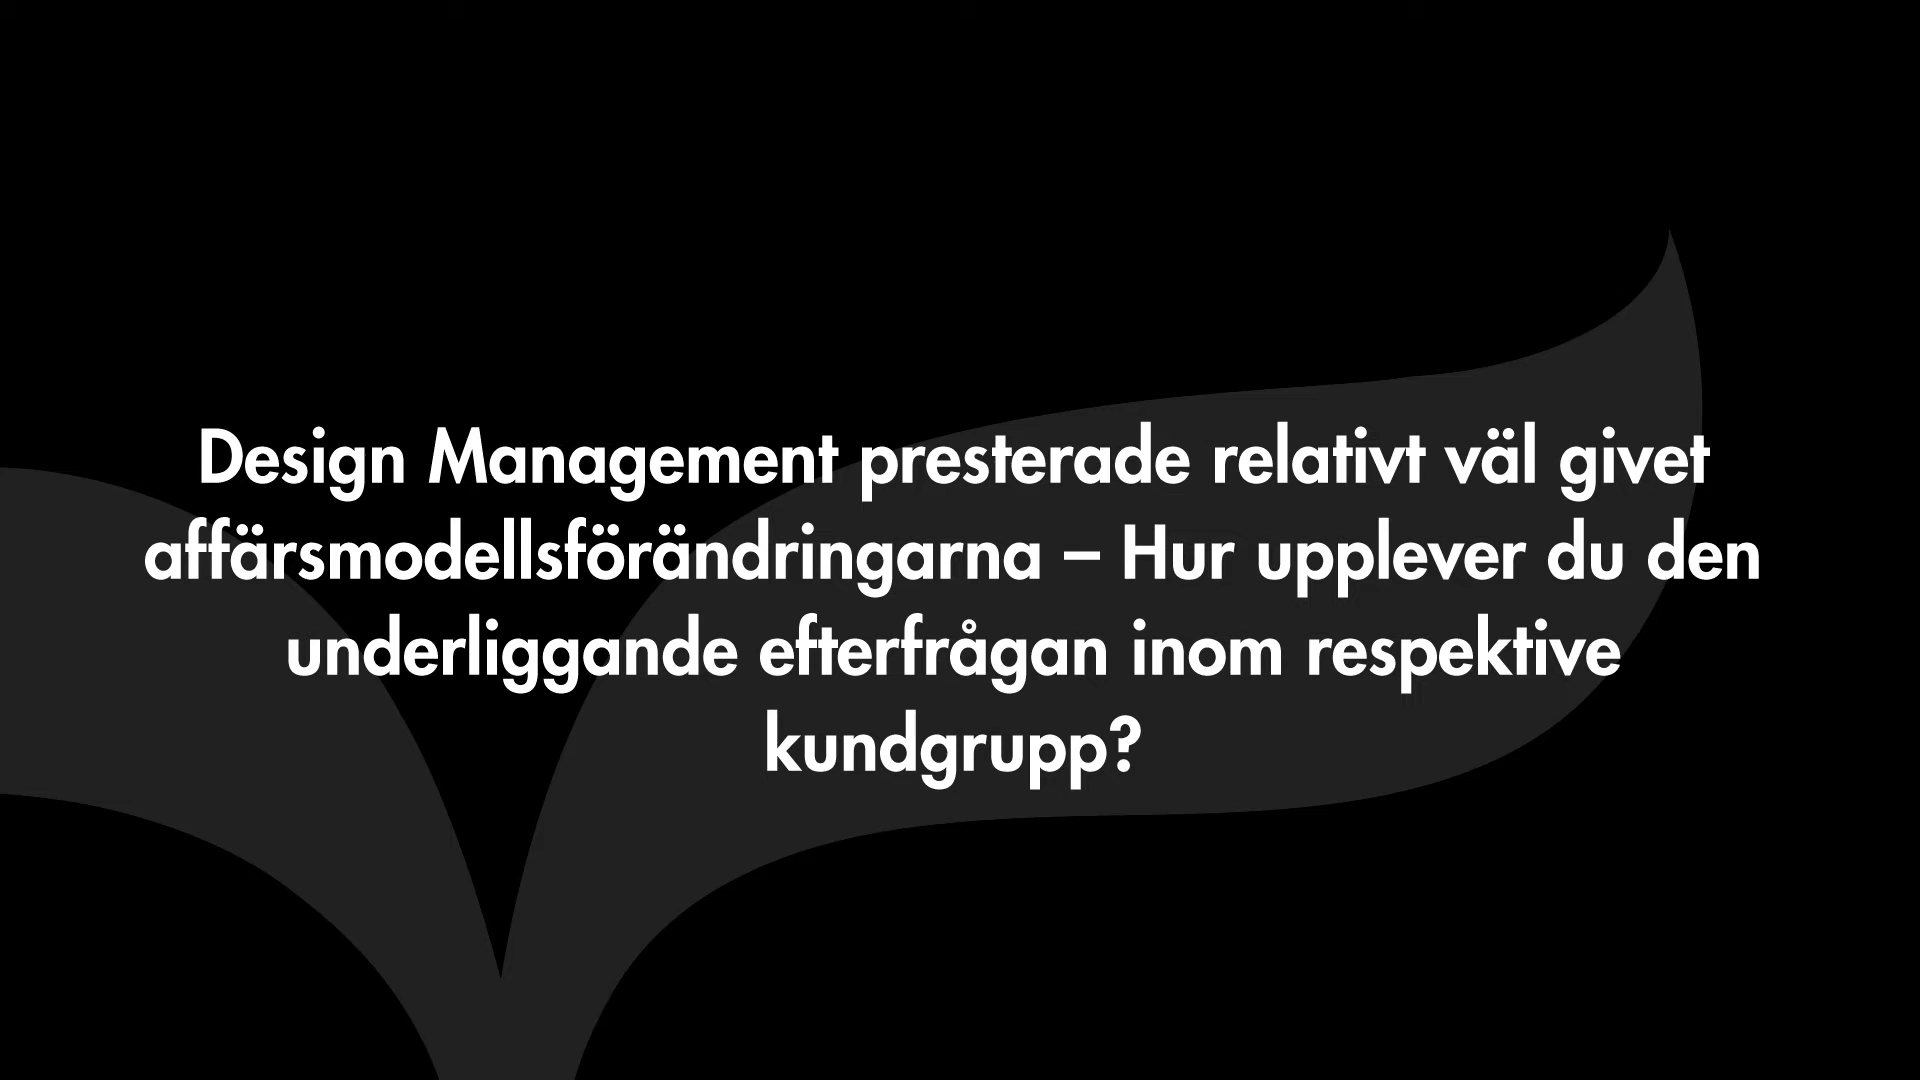 Design Management presterade relativt väl givet
affärsmodellsförändringarna – Hur upplever du den
underliggande efterfrågan inom respektive
kundgrupp?